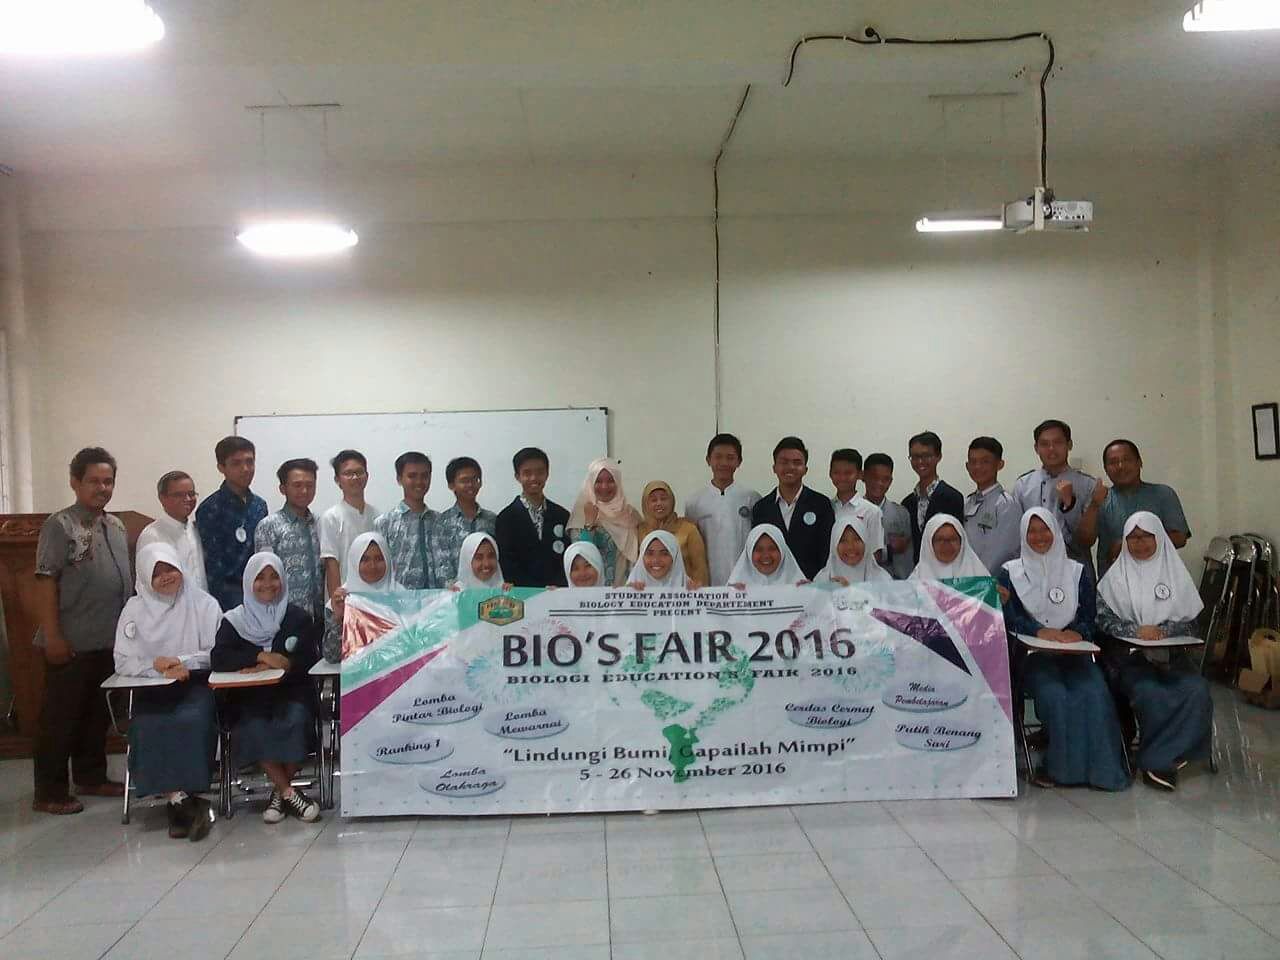 STUDENT ASSOCIATION OF
BIOLOGY EDUCATION DEPARTEMENT
PRECENT
BIO'S FAIR 2016
BIOLOGI EDUCATION'S FAIR 2016
Lomba
Pintar Biologi
Lomba
Mewarnai
Ranking 1
Lomba
Olahraga
Cerdas Cermat
Biologi
Media
Pembelajaran
Putik Benang
Sari
"Lindungi Bumi, Gapailah Mimpi"
5 - 26 November 2016